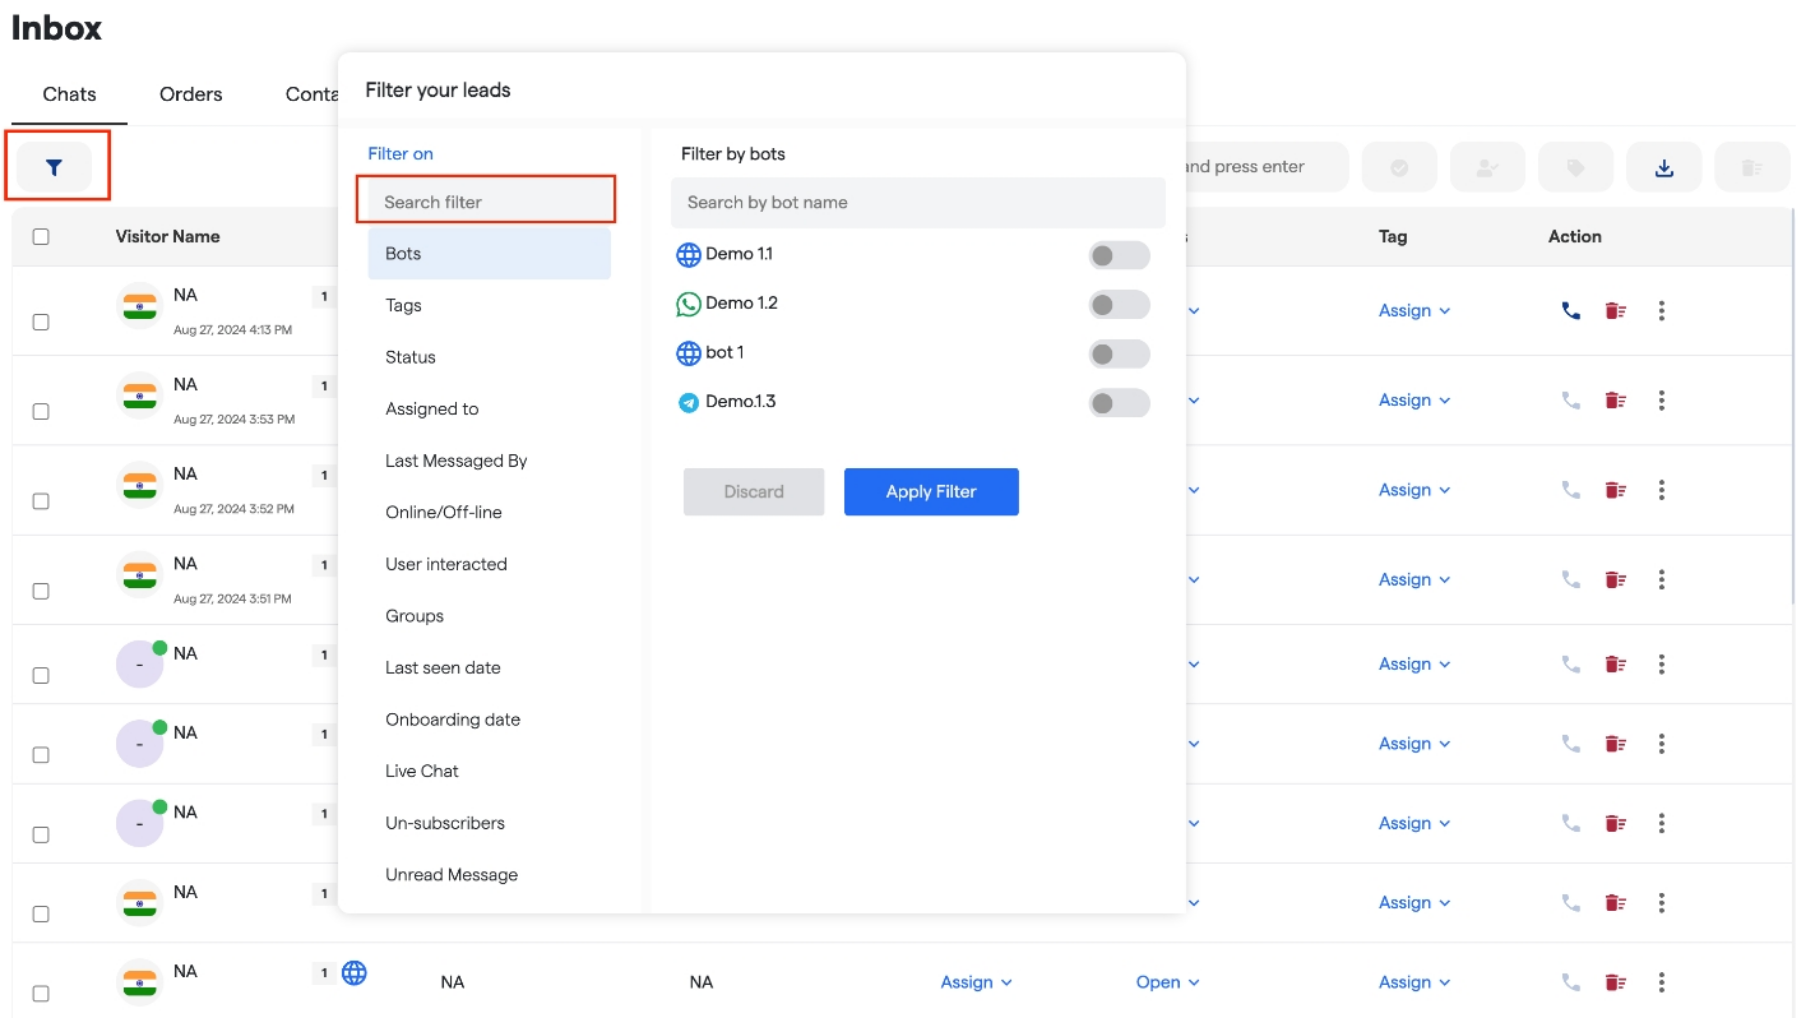 Inbox
Chats
Orders
Conta
Filter your leads
Filter on
Search filter
Bots
Tags
Status
Assigned to
Last Messaged By
Online/Off-line
User interacted
Groups
Last seen date
Onboarding date
Live Chat
Un-subscribers
Unread Message
Filter by bots
Search by bot name
Demo 1.1
Demo 1.2
bot 1
Demo.1.3
Discard
Apply Filter
and press enter
Visitor Name
Tag
Action
NA 1
Aug 27, 2024 4:13 PM
Assign
NA 1
Aug 27, 2024 3:53 PM
Assign
NA 1
Aug 27, 2024 3:52 PM
Assign
NA 1
Aug 27, 2024 3:51 PM
Assign
- NA 1
Assign
- NA 1
Assign
- NA 1
Assign
NA 1
Assign
NA 1 NA NA Assign Open Assign